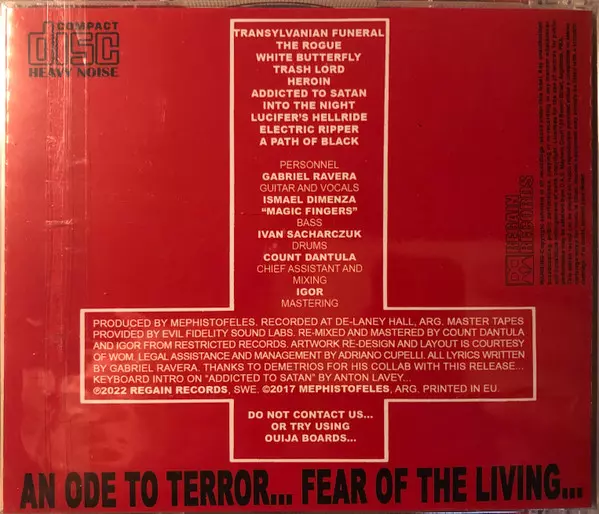 COMPACT
disc
HEAVY NOISE
TRANSYLVANIAN FUNERAL
THE ROGUE
WHITE BUTTERFLY
TRASH LORD
HEROIN
ADDICTED TO SATAN
INTO THE NIGHT
LUCIFER'S HELLRIDE
ELECTRIC RIPPER
A PATH OF BLACK
PERSONNEL
GABRIEL RAVERA
GUITAR AND VOCALS
ISMAEL DIMENZA
"MAGIC FINGERS"
BASS
IVAN SACHARCZUK
DRUMS
COUNT DANTULA
CHIEF ASSISTANT AND
MIXING
IGOR
MASTERING
PRODUCED BY MEPHISTOFELES. RECORDED AT DE-LANEY HALL, ARG. MASTER TAPES
PROVIDED BY EVIL FIDELITY SOUND LABS. RE-MIXED AND MASTERED BY COUNT DANTULA
AND IGOR FROM RESTRICTED RECORDS. ARTWORK RE-DESIGN AND LAYOUT IS COURTESY
OF WOM, LEGAL ASSISTANCE AND MANAGEMENT BY ADRIANO CUPELLI. ALL LYRICS WRITTEN
BY GABRIEL RAVERA. THANKS TO DEMETRIOS FOR HIS COLLAB WITH THIS RELEASE...
KEYBOARD INTRO ON "ADDICTED TO SATAN" BY ANTON LAVEY...
℗2022 REGAIN RECORDS, SWE. ©2017 MEPHISTOFELES, ARG. PRINTED IN EU.
DO NOT CONTACT US...
OR TRY USING
OUIJA BOARDS...
REGAIN
RECORDS
AN ODE TO TERROR... FEAR OF THE LIVING...